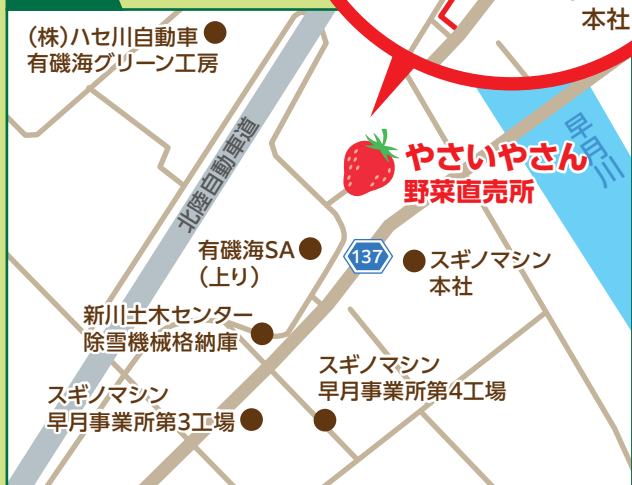 本社
(株)ハセ川自動車
有磯海グリーン工房
北陸自動車道
早月川
やさいやさん
野菜直売所
有磯海SA
(上り)
137
スギノマシン
本社
新川土木センター
除雪機械格納庫
スギノマシン
早月事業所第4工場
スギノマシン
早月事業所第3工場